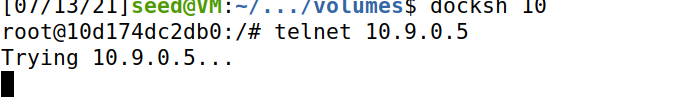 [07/13/21]seed@VM:~/.../volumes$ docksh 10
root@10d174dc2db0:/# telnet 10.9.0.5
Trying 10.9.0.5...